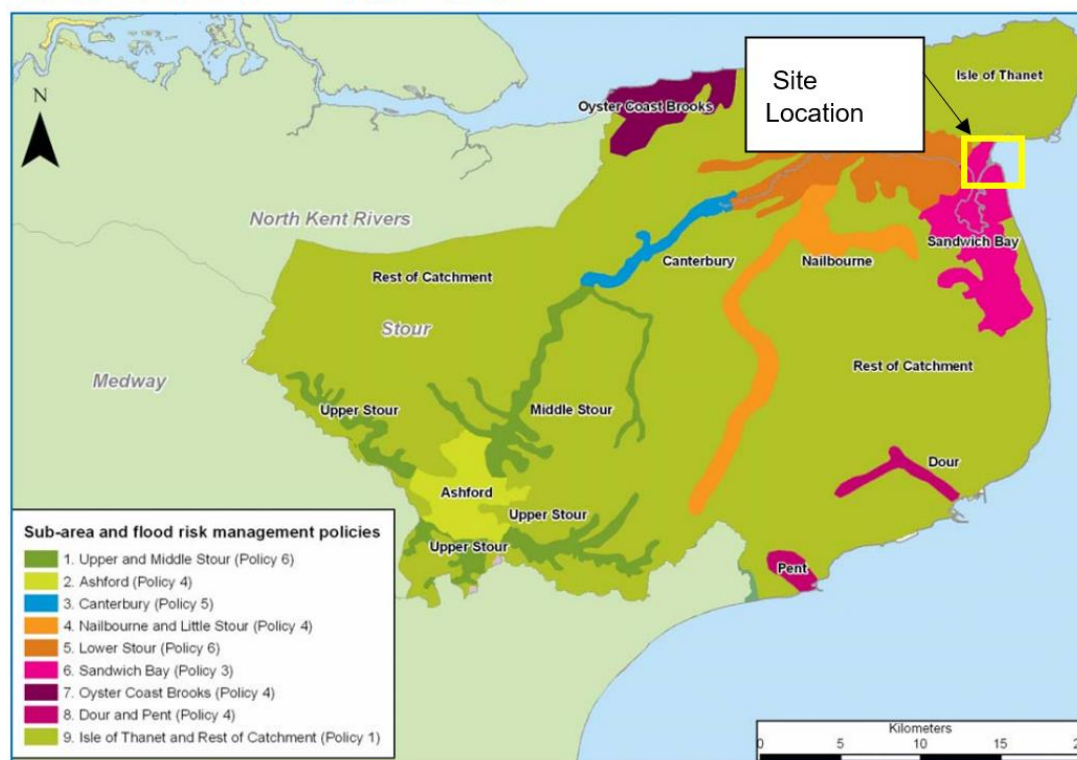 N
Site
Location
Isle of Thanet
Oyster Coast Brooks
North Kent Rivers
Sandwich Bay
Canterbury
Nailbourne
Rest of Catchment
Stour
Medway
Rest of Catchment
Upper Stour
Middle Stour
Dour
Ashford
Upper Stour
Upper Stour
Pent
Sub-area and flood risk management policies
1. Upper and Middle Stour (Policy 6)
2. Ashford (Policy 4)
3. Canterbury (Policy 5)
4. Nailbourne and Little Stour (Policy 4)
5. Lower Stour (Policy 6)
6. Sandwich Bay (Policy 3)
7. Oyster Coast Brooks (Policy 4)
8. Dour and Pent (Policy 4)
9. Isle of Thanet and Rest of Catchment (Policy 1)
Kilometers
0 5 10 15